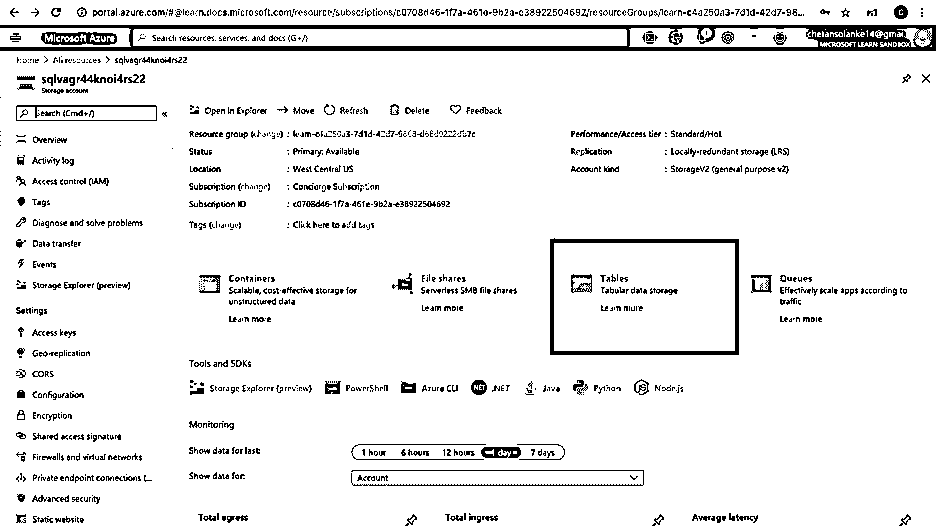 portal.azure.com/#@learn.docs.microsoft.com/resource/subscriptions/c0708d46-1f7a-461e-9b2a-e38922504692/resourceGroups/learn-c4a250a3-7d1d-42d7-98...
Microsoft Azure
Search resources, services, and docs (G+/)
chetansolanke14@gmai...
MICROSOFT LEARN SANDBOX
Home > All resources > sqlvagr44knoi4rs22
sqlvagr44knoi4rs22
Storage account
Search (Cmd+/)
«
Overview
Activity log
Access control (IAM)
Tags
Diagnose and solve problems
Data transfer
Events
Storage Explorer (preview)
Settings
Access keys
Geo-replication
CORS
Configuration
Encryption
Shared access signature
Firewalls and virtual networks
Private endpoint connections (...
Advanced security
Static website
Open in Explorer
Move
Refresh
Delete
Feedback
Resource group (change) :
Status : Primary: Available
Location : West Central US
Subscription (change) : Concierge Subscription
Subscription ID : c0708d46-1f7a-461e-9b2a-e38922504692
Tags (change) : Click here to add tags
Performance/Access tier : Standard/Hot
Replication : Locally-redundant storage (LRS)
Account kind : StorageV2 (general purpose v2)
Containers
Scalable, cost-effective storage for
unstructured data
Learn more
File shares
Serverless SMB file shares
Learn more
Tables
Tabular data storage
Learn more
Queues
Effectively scale apps according to
traffic
Learn more
Tools and SDKs
Storage Explorer (preview)
PowerShell
Azure CLI
.NET
Java
Python
Node.js
Monitoring
Show data for last:
1 hour
6 hours
12 hours
1 day
7 days
Show data for:
Account
Total egress
Total ingress
Average latency